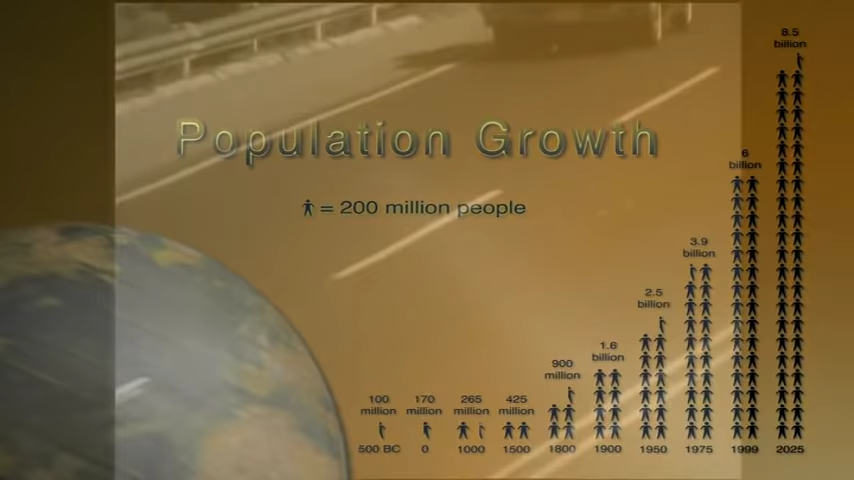 Population Growth
= 200 million people
8.5
billion
6
billion
3.9
billion
2.5
billion
1.6
billion
900
million
100
million
170
million
265
million
425
million
500 BC
0
1000
1500
1800
1900
1950
1975
1999
2025